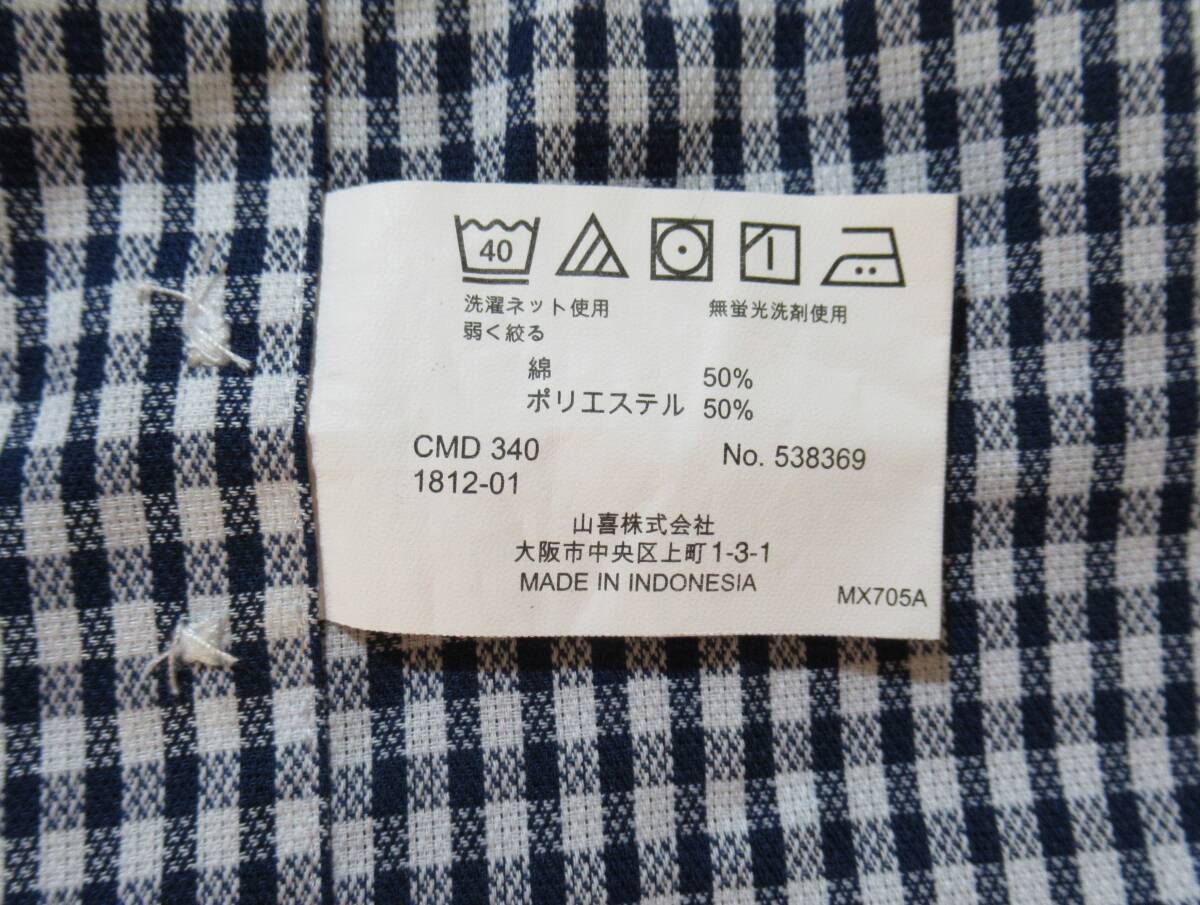 40
洗濯ネット使用 無蛍光洗剤使用
弱く絞る
綿 50%
ポリエステル 50%
CMD 340 No. 538369
1812-01
山喜株式会社
大阪市中央区上町1-3-1
MADE IN INDONESIA
MX705A